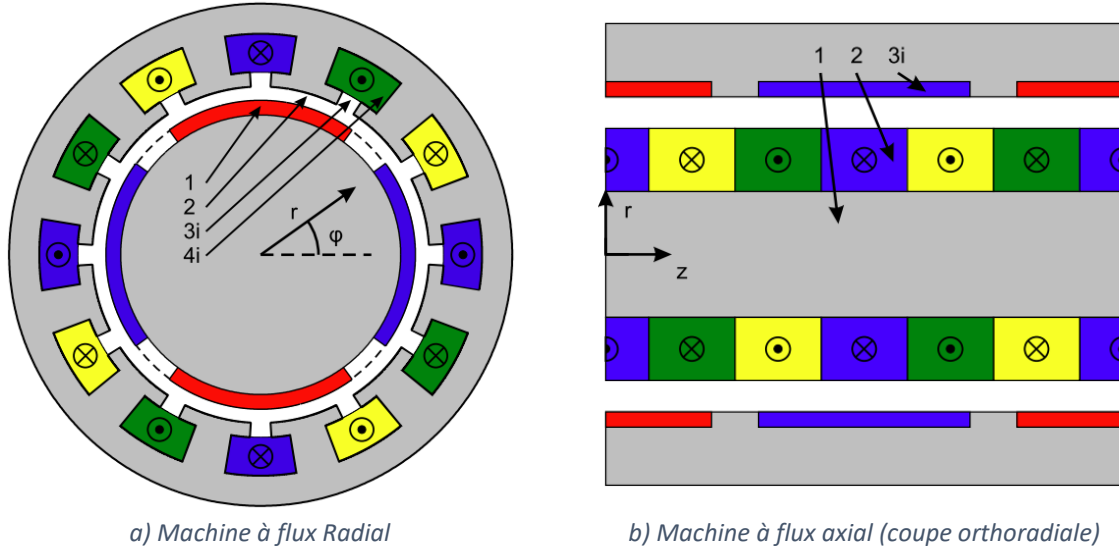 1
2
3i
4i
r
φ
1 2 3i
r
z
a) Machine à flux Radial
b) Machine à flux axial (coupe orthoradiale)